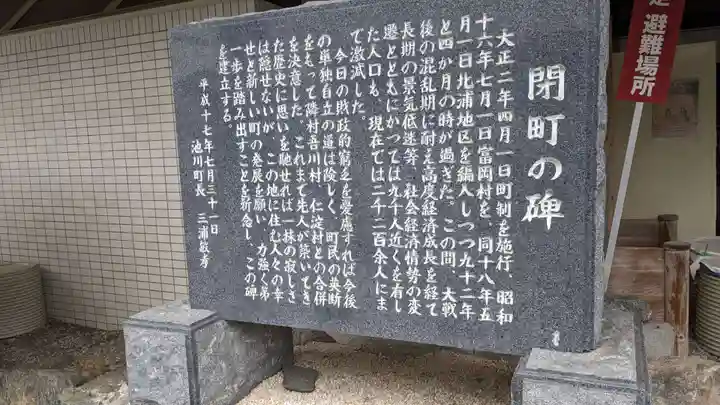 閉町の碑
大正二年四月一日町制を施行、昭和
十六年七月一日富岡村を、同十八年五
月一日北浦地区を編入しつつ九十二年
と四か月の時が過ぎた。この間、大戦
後の混乱期に耐え高度経済成長を経て
長期の景気低迷等、社会経済情勢の変
遷とともにかつては九千人近くを有し
た人口も、現在では二千二百余人にま
で激減した。
今日の財政的窮乏を憂慮すれば今後
の単独自立の道は険しく、町民の英断
をもって隣村吾川村、仁淀村との合併
を決意した。これまで先人が築いてき
た歴史に思いを馳せれば一抹の寂しさ
は隠せないが、この地に住む人々の幸
せと新しい町の発展を願い、力強く第
一歩を踏み出すことを祈念し、この碑
を建立する。
平成十七年七月三十一日
池川町長 三浦敏秀
避難場所